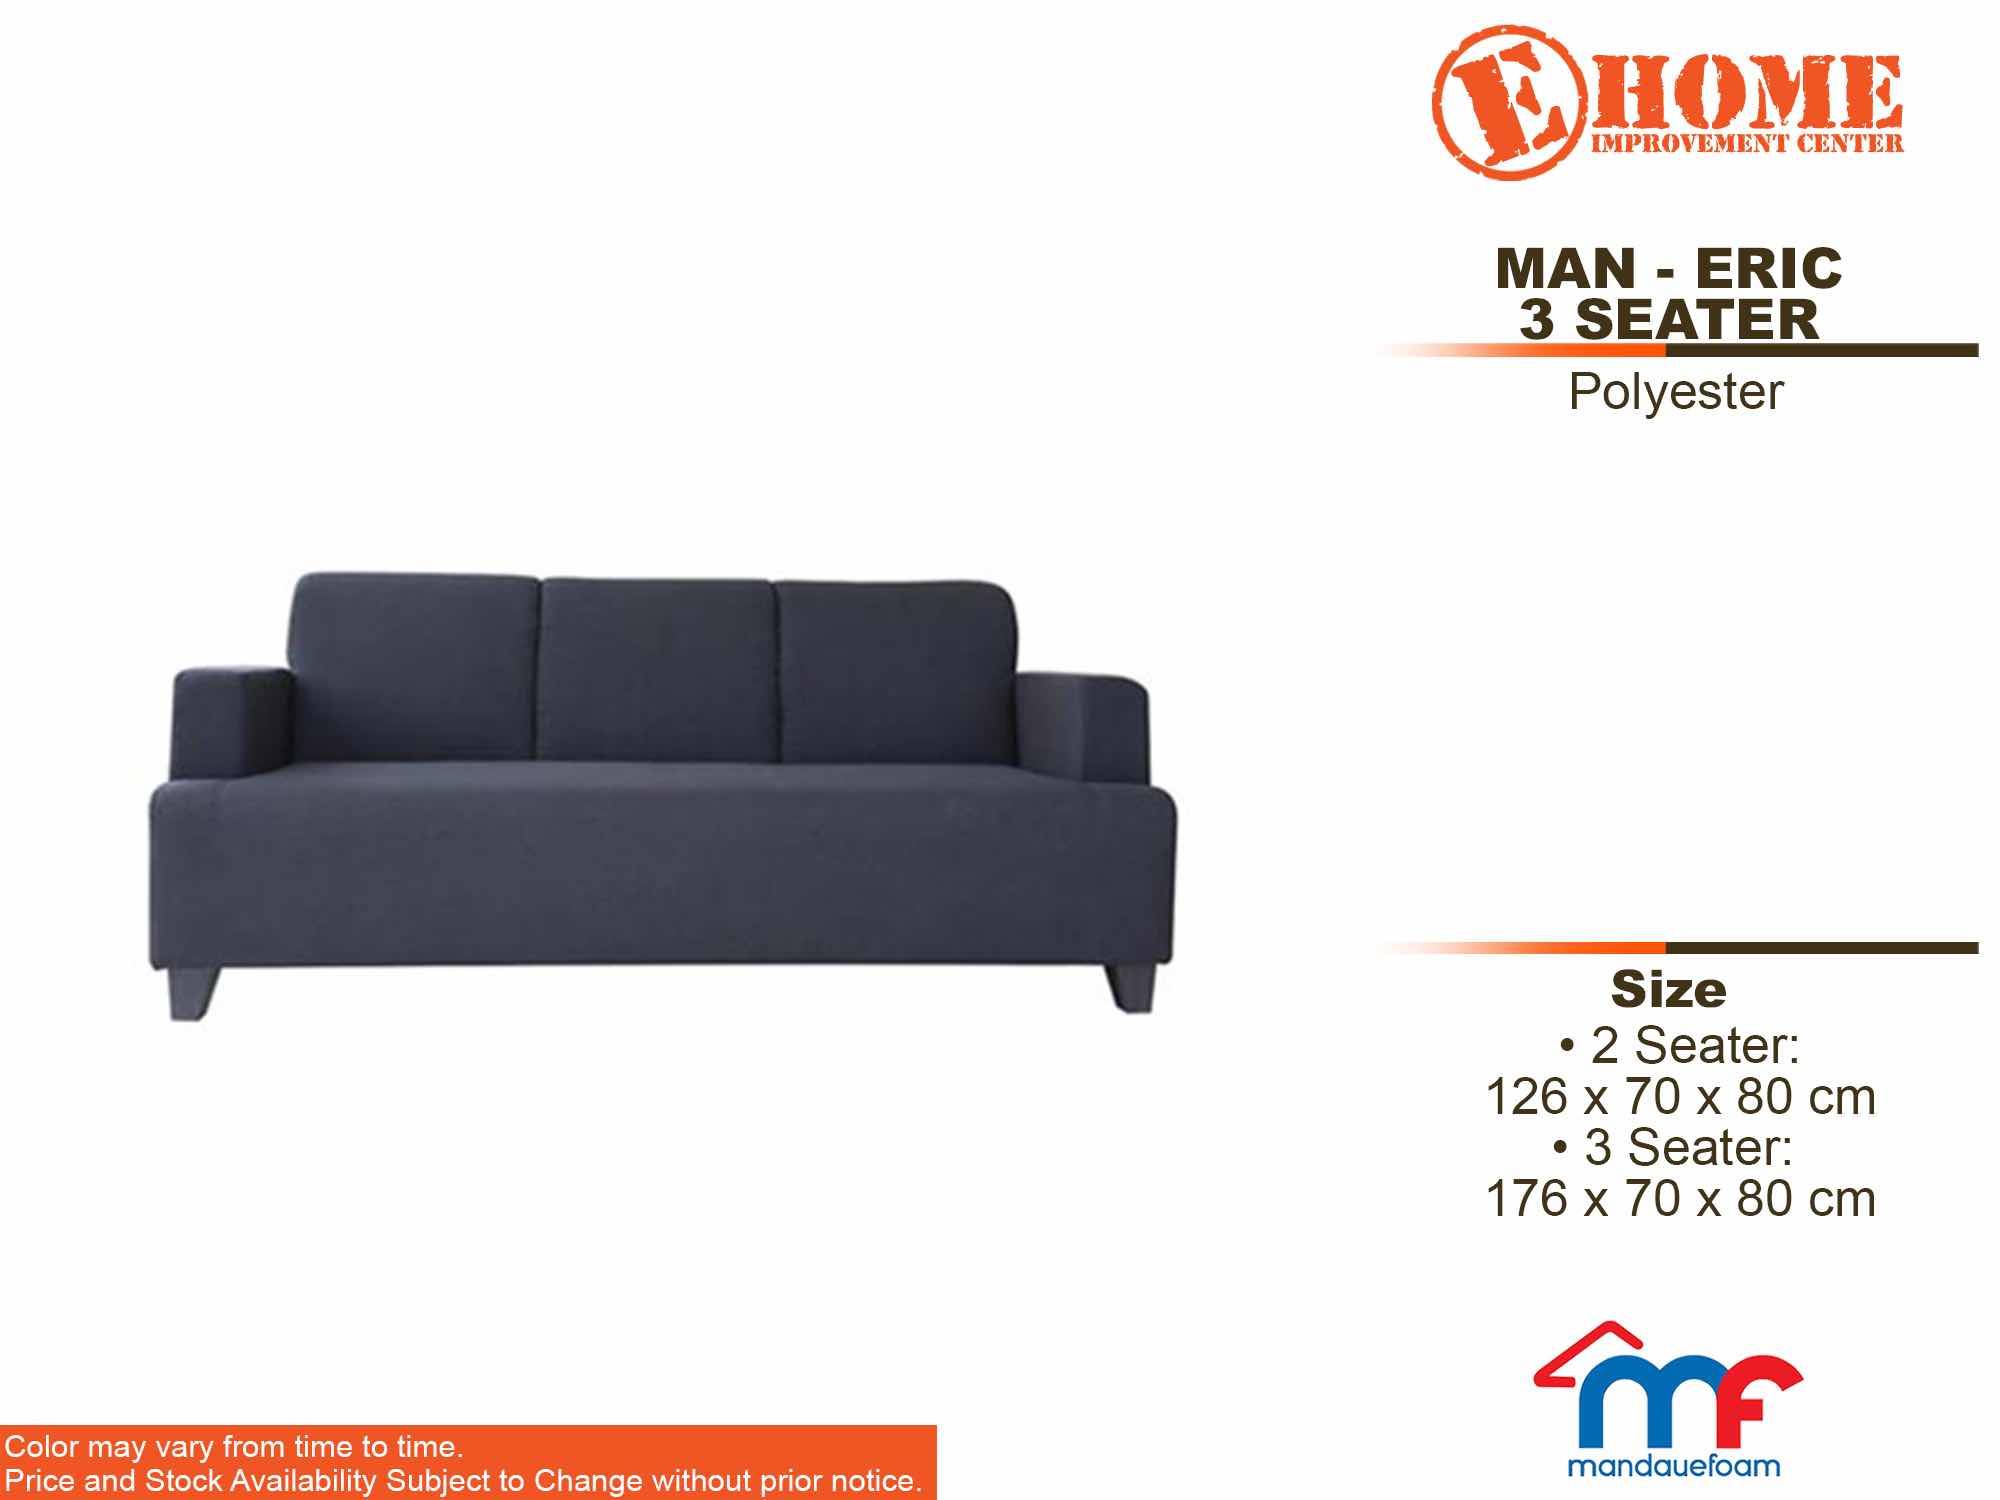 E HOME
IMPROVEMENT CENTER
MAN - ERIC
3 SEATER
Polyester
Size
• 2 Seater:
126 x 70 x 80 cm
• 3 Seater:
176 x 70 x 80 cm
mf
mandauefoam
Color may vary from time to time.
Price and Stock Availability Subject to Change without prior notice.